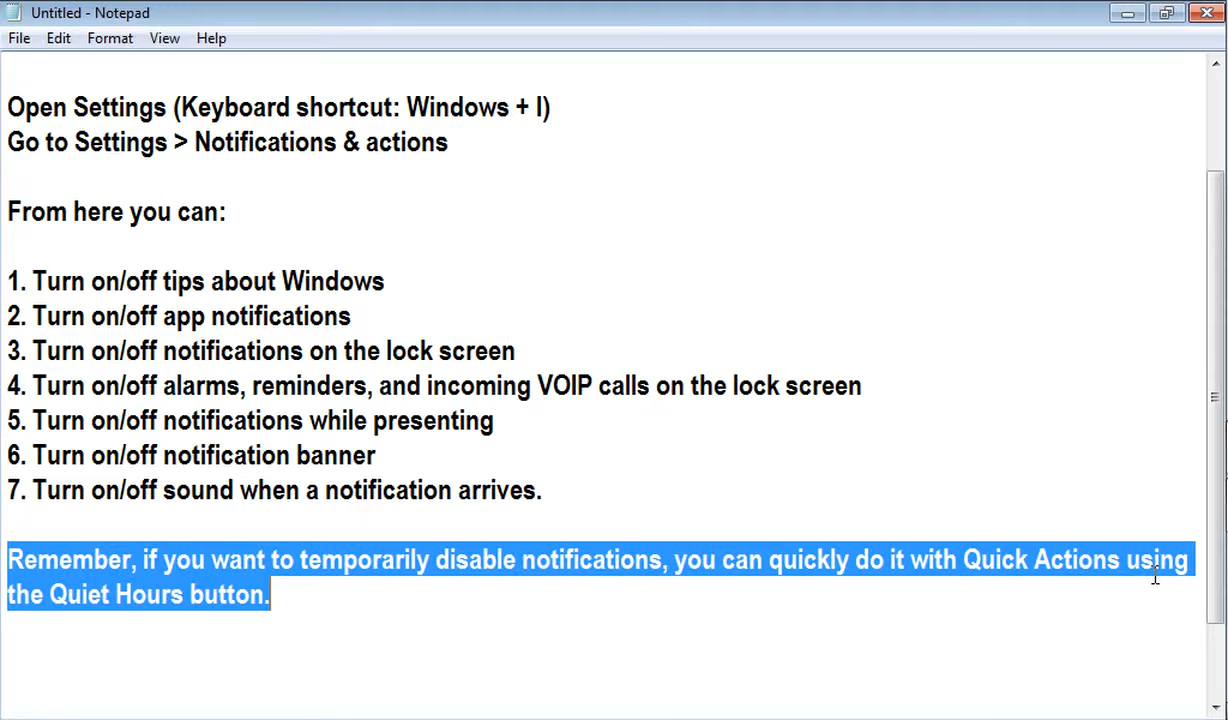 Untitled - Notepad
File Edit Format View Help
Open Settings (Keyboard shortcut: Windows + I)
Go to Settings > Notifications & actions
From here you can:
1. Turn on/off tips about Windows
2. Turn on/off app notifications
3. Turn on/off notifications on the lock screen
4. Turn on/off alarms, reminders, and incoming VOIP calls on the lock screen
5. Turn on/off notifications while presenting
6. Turn on/off notification banner
7. Turn on/off sound when a notification arrives.
Remember, if you want to temporarily disable notifications, you can quickly do it with Quick Actions using
the Quiet Hours button.